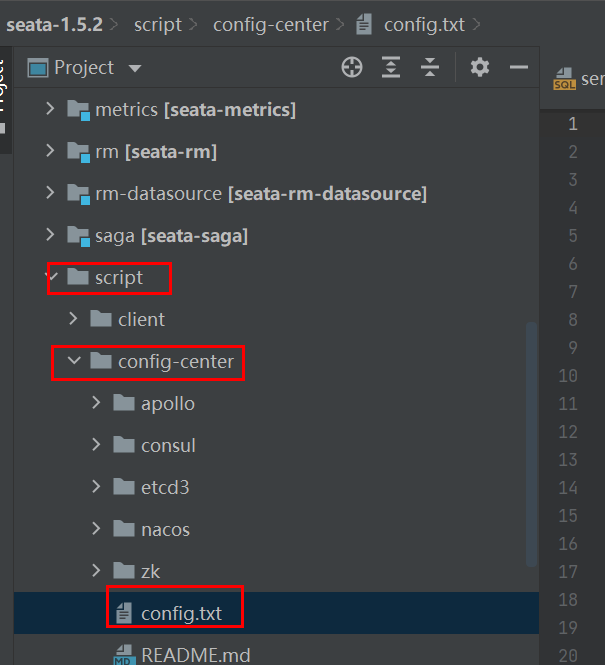 seata-1.5.2 script config-center config.txt
Project
metrics [seata-metrics]
rm [seata-rm]
rm-datasource [seata-rm-datasource]
saga [seata-saga]
script
client
config-center
apollo
consul
etcd3
nacos
zk
config.txt
MD README.md
Project
SQL ser
1
2
3
4
5
6
7
8
9
10
11
12
13
14
15
16
17
18
19
20